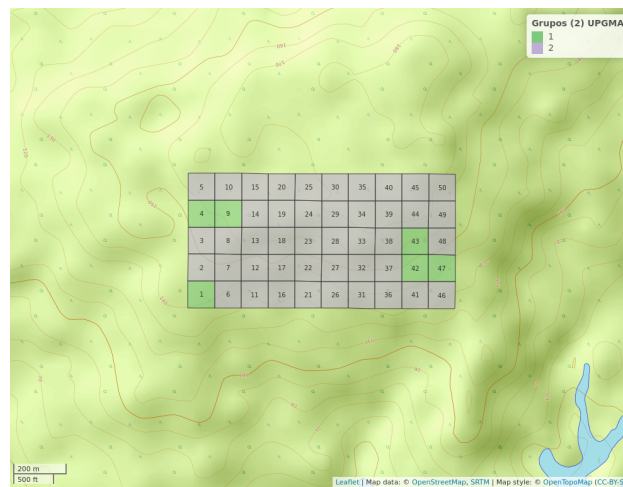 Grupos (2) UPGMA
1
2
5 10 15 20 25 30 35 40 45 50
4 9 14 19 24 29 34 39 44 49
3 8 13 18 23 28 33 38 43 48
2 7 12 17 22 27 32 37 42 47
1 6 11 16 21 26 31 36 41 46
200 m
500 ft
Leaflet | Map data: © OpenStreetMap, SRTM | Map style: © OpenTopoMap (CC-BY-S